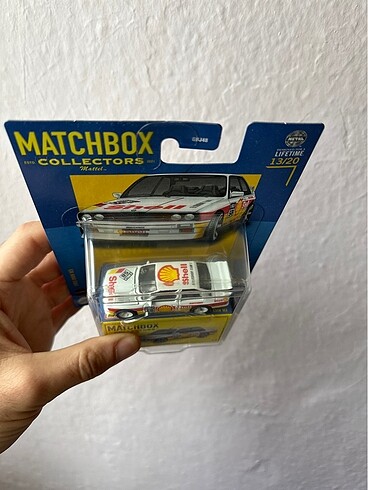 MATCHBOX
COLLECTORS
Mattel
LIFETIME
13/20
Shell
Shell
Shell
MATCHBOX